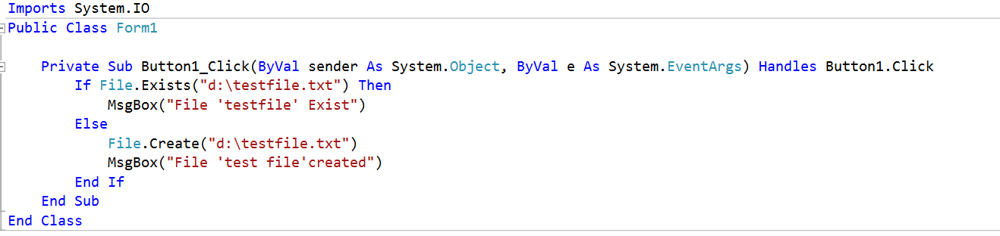 Imports System.IO
Public Class Form1
Private Sub Button1_Click(ByVal sender As System.Object, ByVal e As System.EventArgs) Handles Button1.Click
If File.Exists("d:\testfile.txt") Then
MsgBox("File 'testfile' Exist")
Else
File.Create("d:\testfile.txt")
MsgBox("File 'test file'created")
End If
End Sub
End Class